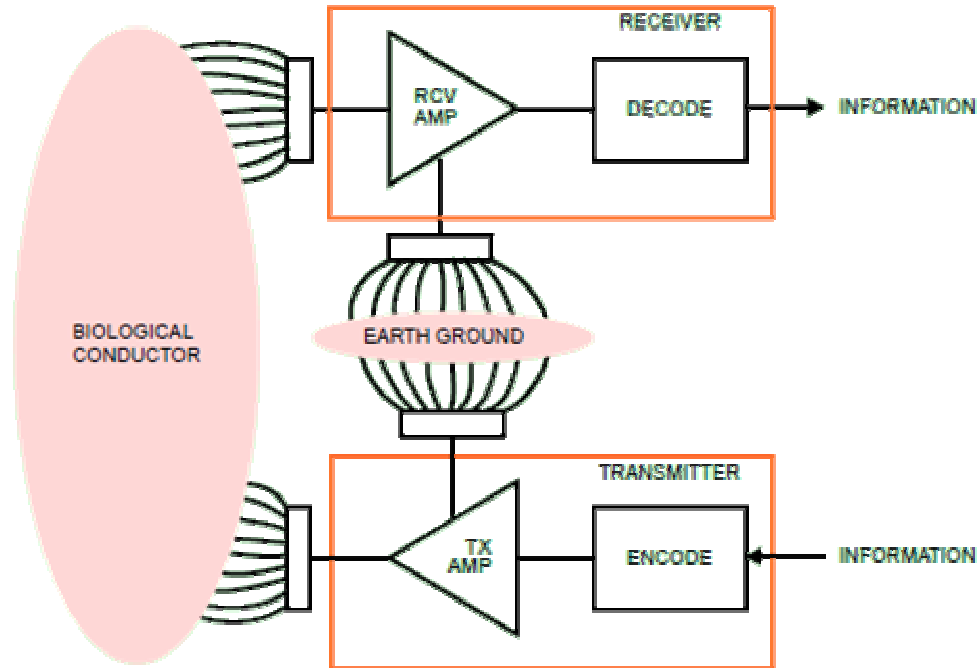 RECEIVER
RCV
AMP
DECODE
INFORMATION
BIOLOGICAL
CONDUCTOR
EARTH GROUND
TRANSMITTER
TX
AMP
ENCODE
INFORMATION